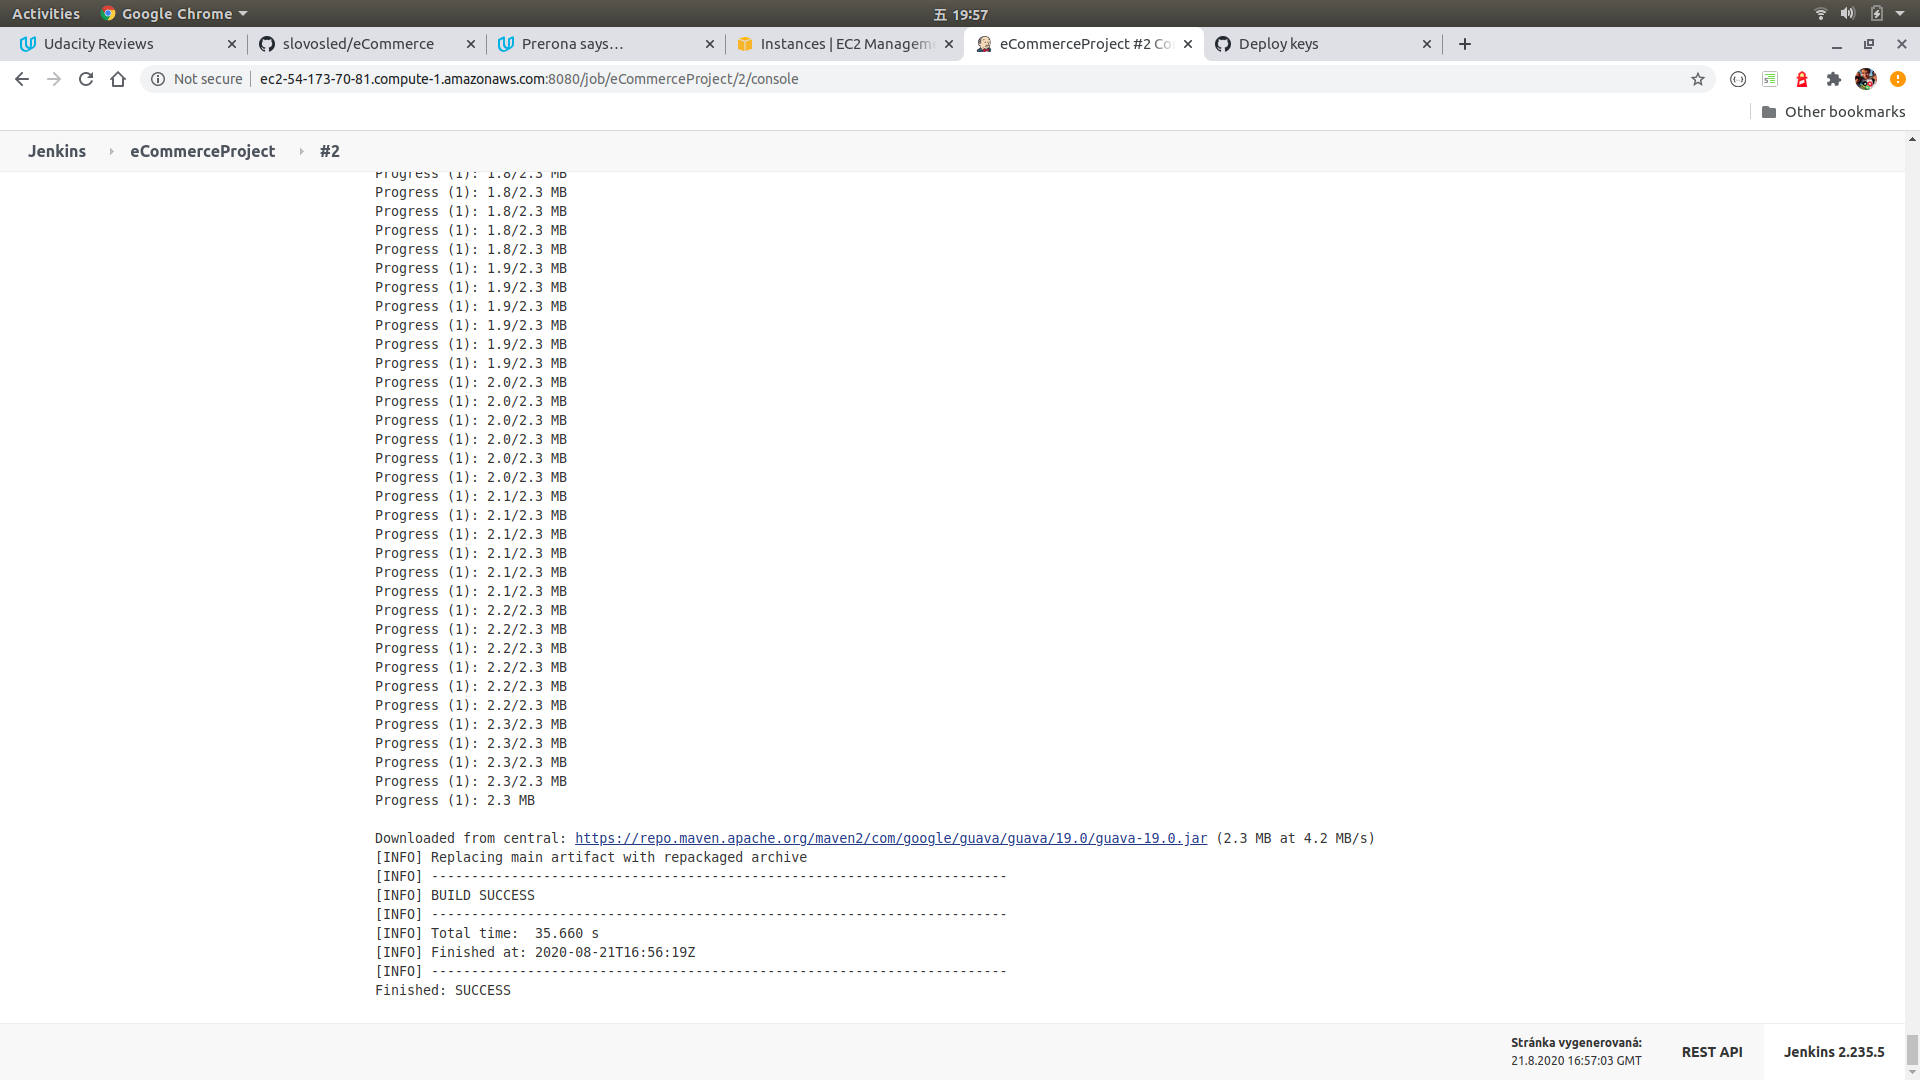 Activities Google Chrome 五 19:57
Udacity Reviews slovosled/eCommerce Prerona says… Instances | EC2 Managem eCommerceProject #2 Co Deploy keys
Not secure ec2-54-173-70-81.compute-1.amazonaws.com:8080/job/eCommerceProject/2/console
Other bookmarks
Jenkins eCommerceProject #2
Progress (1): 1.8/2.3 MB
Progress (1): 1.8/2.3 MB
Progress (1): 1.8/2.3 MB
Progress (1): 1.8/2.3 MB
Progress (1): 1.8/2.3 MB
Progress (1): 1.9/2.3 MB
Progress (1): 1.9/2.3 MB
Progress (1): 1.9/2.3 MB
Progress (1): 1.9/2.3 MB
Progress (1): 1.9/2.3 MB
Progress (1): 1.9/2.3 MB
Progress (1): 2.0/2.3 MB
Progress (1): 2.0/2.3 MB
Progress (1): 2.0/2.3 MB
Progress (1): 2.0/2.3 MB
Progress (1): 2.0/2.3 MB
Progress (1): 2.0/2.3 MB
Progress (1): 2.1/2.3 MB
Progress (1): 2.1/2.3 MB
Progress (1): 2.1/2.3 MB
Progress (1): 2.1/2.3 MB
Progress (1): 2.1/2.3 MB
Progress (1): 2.1/2.3 MB
Progress (1): 2.2/2.3 MB
Progress (1): 2.2/2.3 MB
Progress (1): 2.2/2.3 MB
Progress (1): 2.2/2.3 MB
Progress (1): 2.2/2.3 MB
Progress (1): 2.2/2.3 MB
Progress (1): 2.3/2.3 MB
Progress (1): 2.3/2.3 MB
Progress (1): 2.3/2.3 MB
Progress (1): 2.3/2.3 MB
Progress (1): 2.3 MB
Downloaded from central: https://repo.maven.apache.org/maven2/com/google/guava/guava/19.0/guava-19.0.jar (2.3 MB at 4.2 MB/s)
[INFO] Replacing main artifact with repackaged archive
[INFO] ------------------------------------------------------------------------
[INFO] BUILD SUCCESS
[INFO] ------------------------------------------------------------------------
[INFO] Total time:  35.660 s
[INFO] Finished at: 2020-08-21T16:56:19Z
[INFO] ------------------------------------------------------------------------
Finished: SUCCESS
Stránka vygenerovaná:
21.8.2020 16:57:03 GMT
REST API
Jenkins 2.235.5